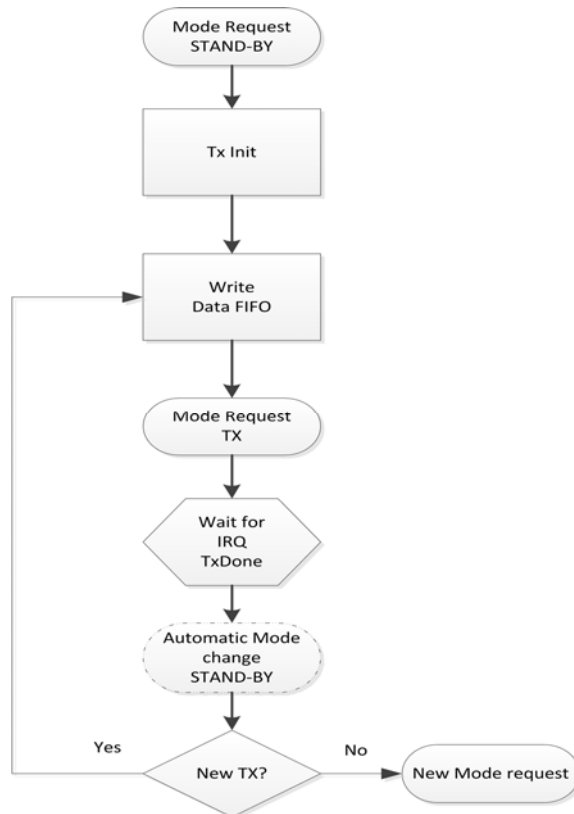 Mode Request
STAND-BY
Tx Init
Write
Data FIFO
Mode Request
TX
Wait for
IRQ
TxDone
Automatic Mode
change
STAND-BY
Yes
No
New TX?
New Mode request